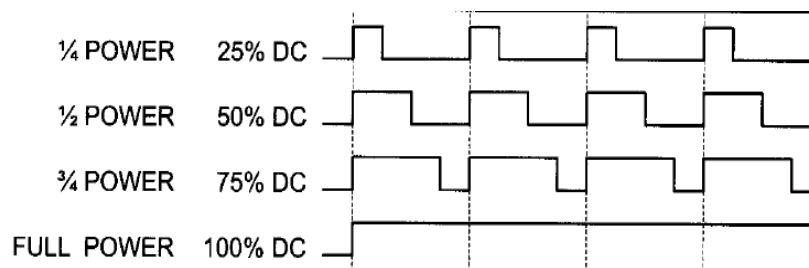 ¼ POWER 25% DC
½ POWER 50% DC
¾ POWER 75% DC
FULL POWER 100% DC